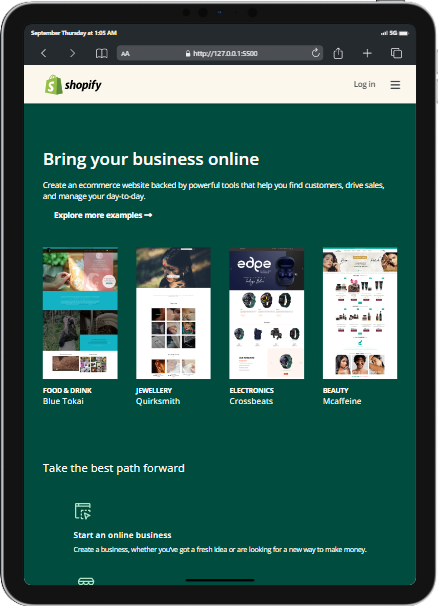 September Thursday at 1:05 AM
5G
AA
http://127.0.0.1:5500
shopify
Log in
Bring your business online
Create an ecommerce website backed by powerful tools that help you find customers, drive sales,
and manage your day-to-day.
Explore more examples
FOOD & DRINK
Blue Tokai
JEWELLERY
Quirksmith
ELECTRONICS
Crossbeats
BEAUTY
Mcaffeine
Take the best path forward
Start an online business
Create a business, whether you've got a fresh idea or are looking for a new way to make money.